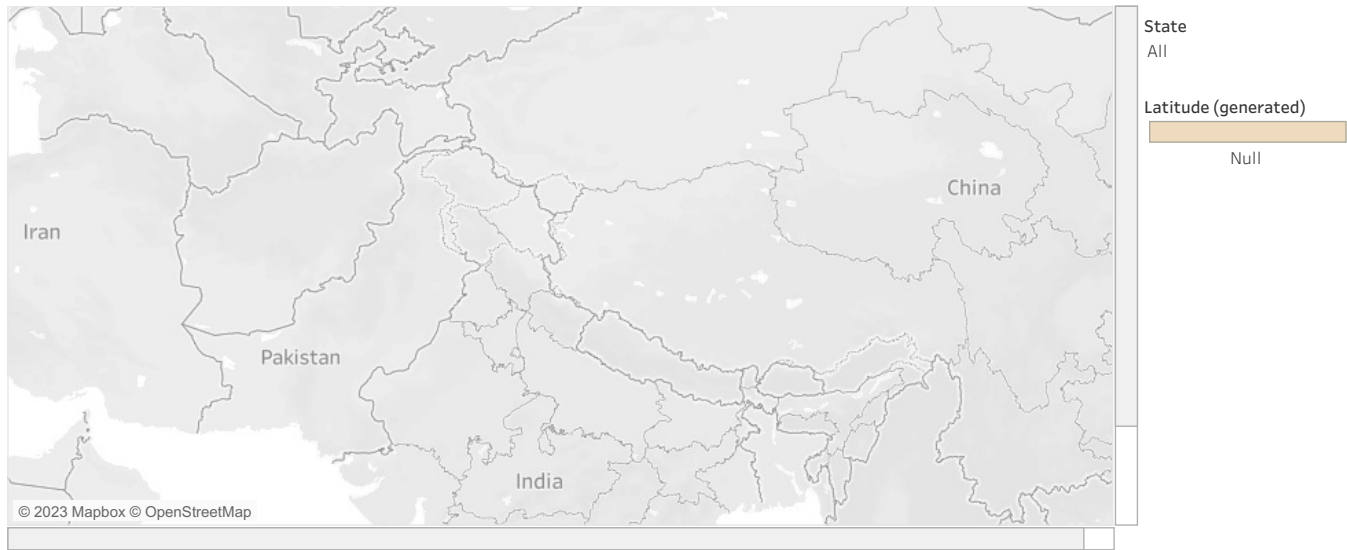 State
All
Latitude (generated)
Null
China
Iran
Pakistan
India
© 2023 Mapbox © OpenStreetMap